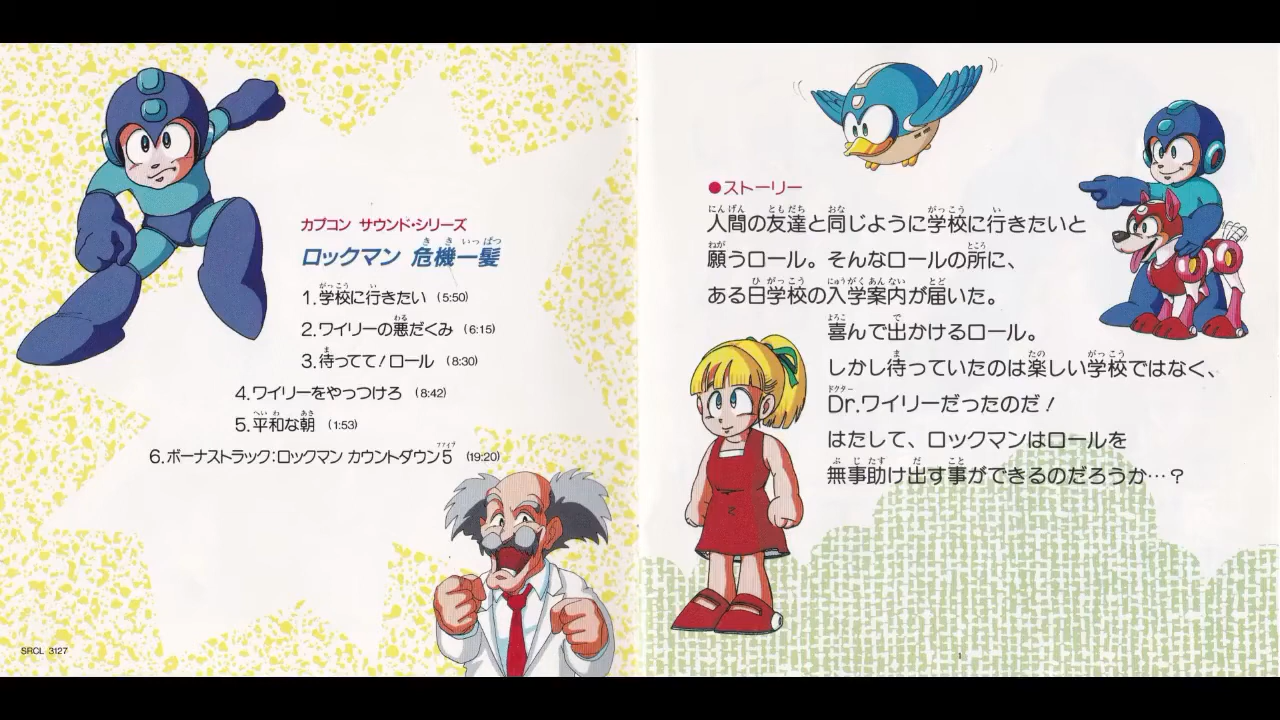 カプコン サウンド・シリーズ
ロックマン 危機一髪
1.学校に行きたい (5:50)
2.ワイリーの悪だくみ (6:15)
3.待ってて!ロール (8:30)
4.ワイリーをやっつけろ (8:42)
5.平和な朝 (1:53)
6.ボーナストラック:ロックマン カウントダウン5 (19:20)
SRCL 3127
●ストーリー
人間の友達と同じように学校に行きたいと
願うロール。そんなロールの所に、
ある日学校の入学案内が届いた。
喜んで出かけるロール。
しかし待っていたのは楽しい学校ではなく、
Dr.ワイリーだったのだ!
はたして、ロックマンはロールを
無事助け出す事ができるのだろうか…?
1